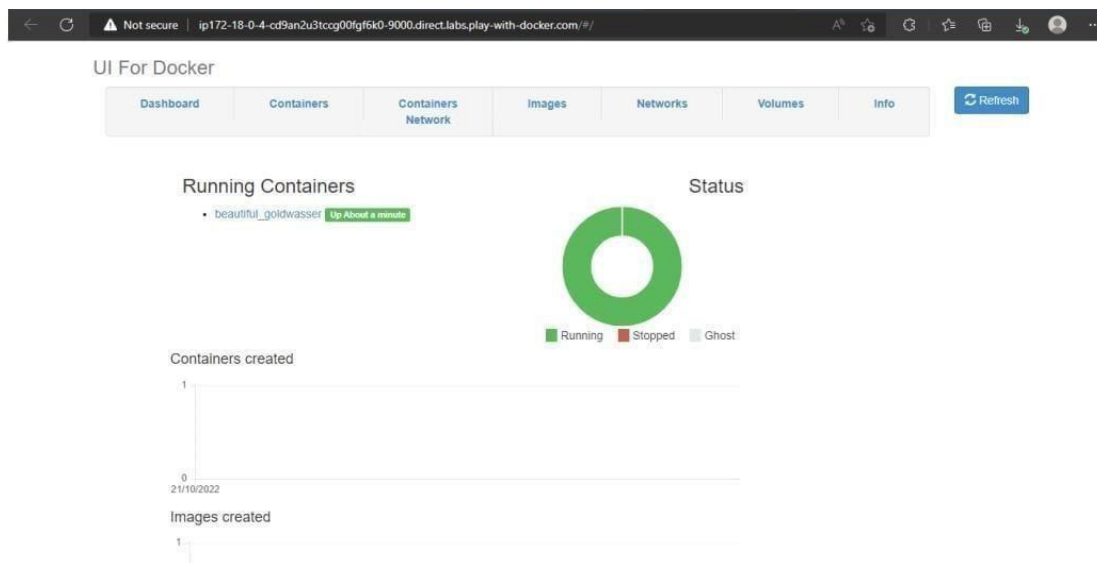 Not secure ip172-18-0-4-cd9an2u3tccg00fgf6k0-9000.direct.labs.play-with-docker.com/#/
UI For Docker
Dashboard Containers Containers Network Images Networks Volumes Info Refresh
Running Containers
beautiful_goldwasser Up About a minute
Status
Running Stopped Ghost
Containers created
1
0
21/10/2022
Images created
1